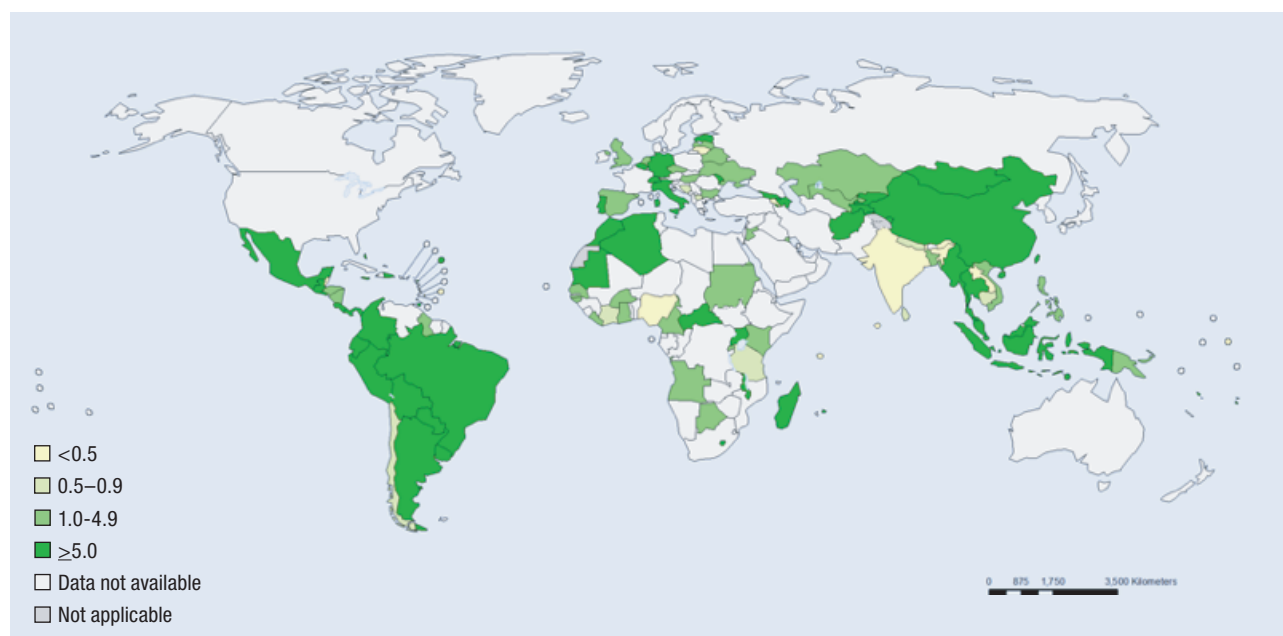 <0.5
0.5–0.9
1.0-4.9
≥5.0
Data not available
Not applicable
0 875 1,750 3,500 Kilometers